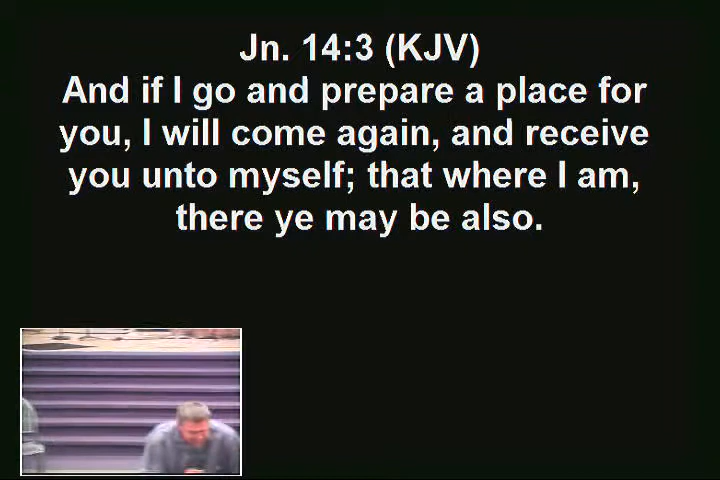 Jn. 14:3 (KJV)
And if I go and prepare a place for
you, I will come again, and receive
you unto myself; that where I am,
there ye may be also.